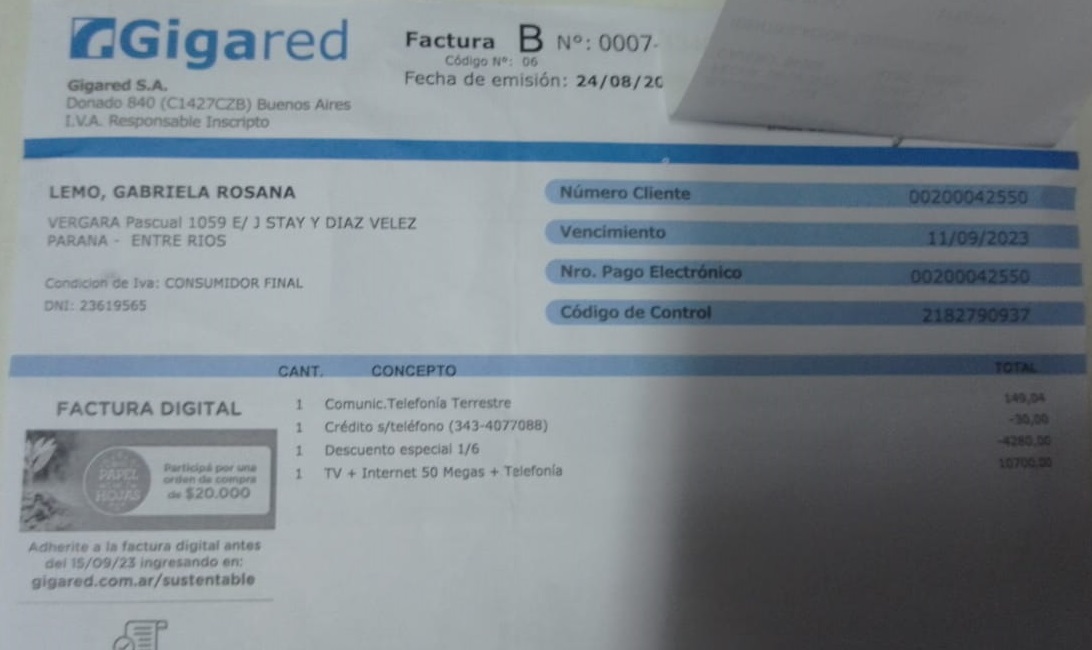 Gigared
Factura B Nº: 0007-
Código Nº: 06
Fecha de emisión: 24/08/20
Gigared S.A.
Donado 840 (C1427CZB) Buenos Aires
I.V.A. Responsable Inscripto
LEMO, GABRIELA ROSANA
VERGARA Pascual 1059 E/ J STAY Y DIAZ VELEZ
PARANA - ENTRE RIOS
Condicion de Iva: CONSUMIDOR FINAL
DNI: 23619565
Número Cliente 00200042550
Vencimiento 11/09/2023
Nro. Pago Electrónico 00200042550
Código de Control 2182790937
CANT. CONCEPTO TOTAL
1 Comunic.Telefonía Terrestre 149,04
1 Crédito s/teléfono (343-4077088) -30,00
1 Descuento especial 1/6 -4280,00
1 TV + Internet 50 Megas + Telefonía 10700,00
FACTURA DIGITAL
PAPEL
HOJAS
Participá por una
orden de compra
de $20.000
Adherite a la factura digital antes
del 15/09/23 ingresando en:
gigared.com.ar/sustentable